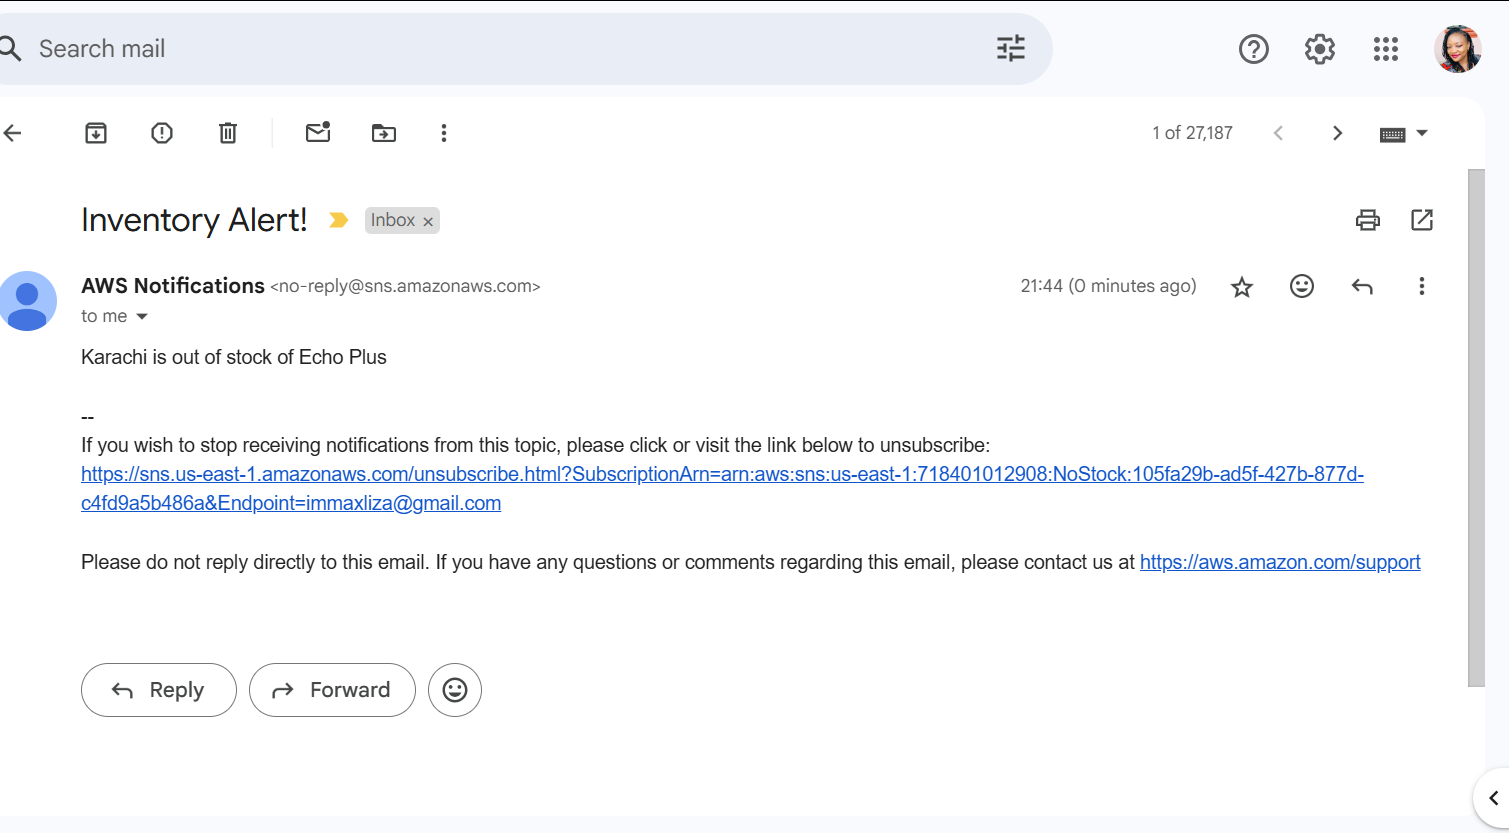 Search mail
1 of 27,187
Inventory Alert! Inbox ×
AWS Notifications <no-reply@sns.amazonaws.com> 21:44 (0 minutes ago)
to me
Karachi is out of stock of Echo Plus
--
If you wish to stop receiving notifications from this topic, please click or visit the link below to unsubscribe:
https://sns.us-east-1.amazonaws.com/unsubscribe.html?SubscriptionArn=arn:aws:sns:us-east-1:718401012908:NoStock:105fa29b-ad5f-427b-877d-
c4fd9a5b486a&Endpoint=immaxliza@gmail.com
Please do not reply directly to this email. If you have any questions or comments regarding this email, please contact us at https://aws.amazon.com/support
Reply Forward